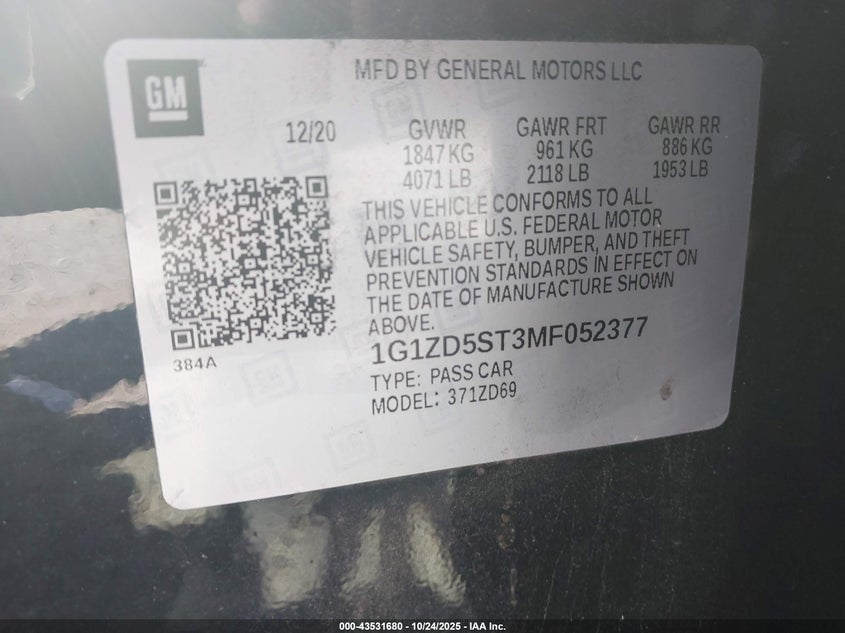 MFD BY GENERAL MOTORS LLC
GM
12/20
GVWR GAWR FRT GAWR RR
1847 KG 961 KG 886 KG
4071 LB 2118 LB 1953 LB
THIS VEHICLE CONFORMS TO ALL
APPLICABLE U.S. FEDERAL MOTOR
VEHICLE SAFETY, BUMPER, AND THEFT
PREVENTION STANDARDS IN EFFECT ON
THE DATE OF MANUFACTURE SHOWN
ABOVE.
384A
1G1ZD5ST3MF052377
TYPE: PASS CAR
MODEL: 371ZD69
000-43531680 - 10/24/2025 - IAA Inc.